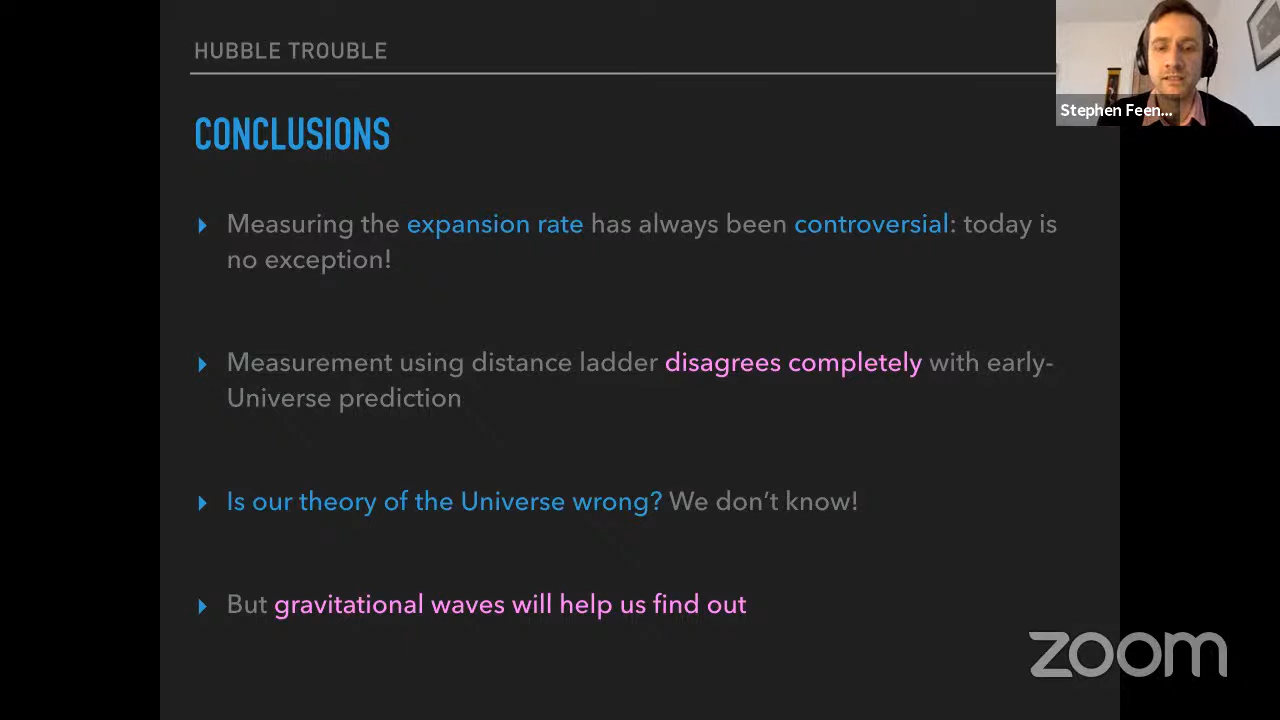 HUBBLE TROUBLE
Stephen Feen...
CONCLUSIONS
Measuring the expansion rate has always been controversial: today is
no exception!
Measurement using distance ladder disagrees completely with early-
Universe prediction
Is our theory of the Universe wrong? We don’t know!
But gravitational waves will help us find out
zoom